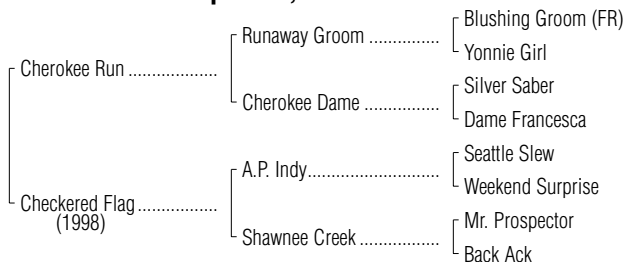 Blushing Groom (FR)
Runaway Groom ................
Yonnie Girl
Cherokee Run ...................
Silver Saber
Cherokee Dame ................
Dame Francesca
Seattle Slew
A.P. Indy............................
Weekend Surprise
Checkered Flag .................
(1998)
Mr. Prospector
Shawnee Creek .................
Back Ack